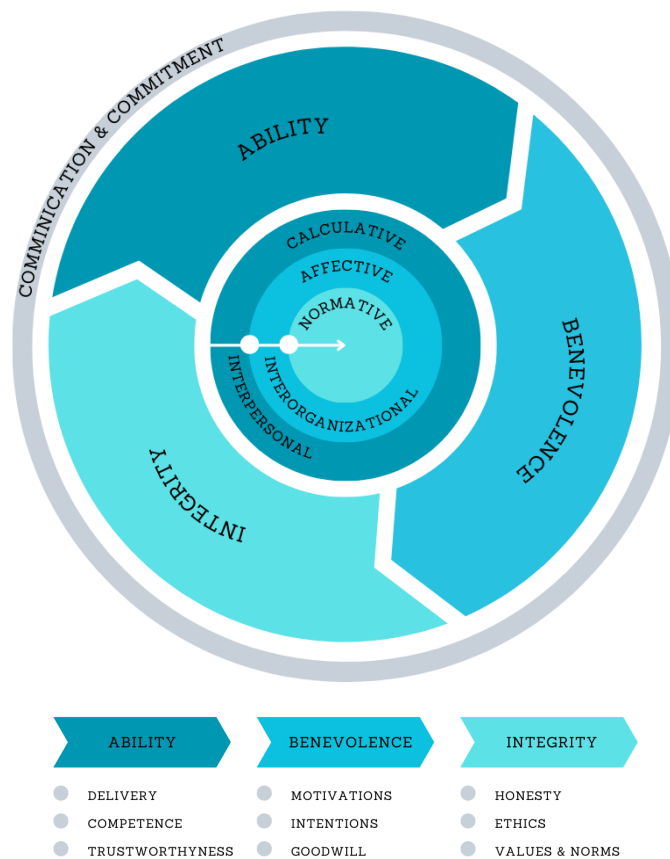 COMMINICATION & COMMITMENT
ABILITY
BENEVOLENCE
INTEGRITY
CALCULATIVE
AFFECTIVE
NORMATIVE
INTERPERSONAL
INTERORGANIZATIONAL
ABILITY
DELIVERY
COMPETENCE
TRUSTWORTHYNESS
BENEVOLENCE
MOTIVATIONS
INTENTIONS
GOODWILL
INTEGRITY
HONESTY
ETHICS
VALUES & NORMS